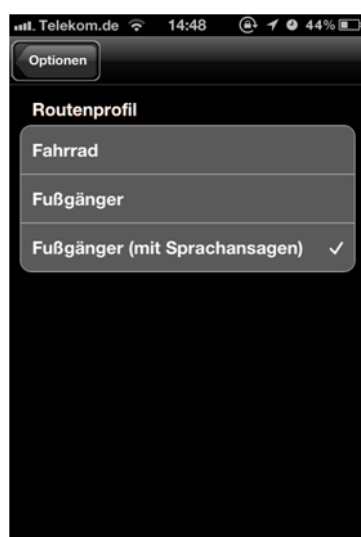 Telekom.de 14:48 44%
Optionen
Routenprofil
Fahrrad
Fußgänger
Fußgänger (mit Sprachansagen)